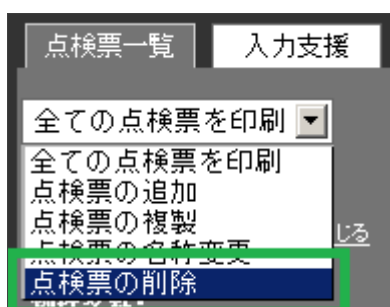 点検票一覧 入力支援
全ての点検票を印刷
全ての点検票を印刷
点検票の追加
点検票の複製
じる
点検票の名称変更
点検票の削除